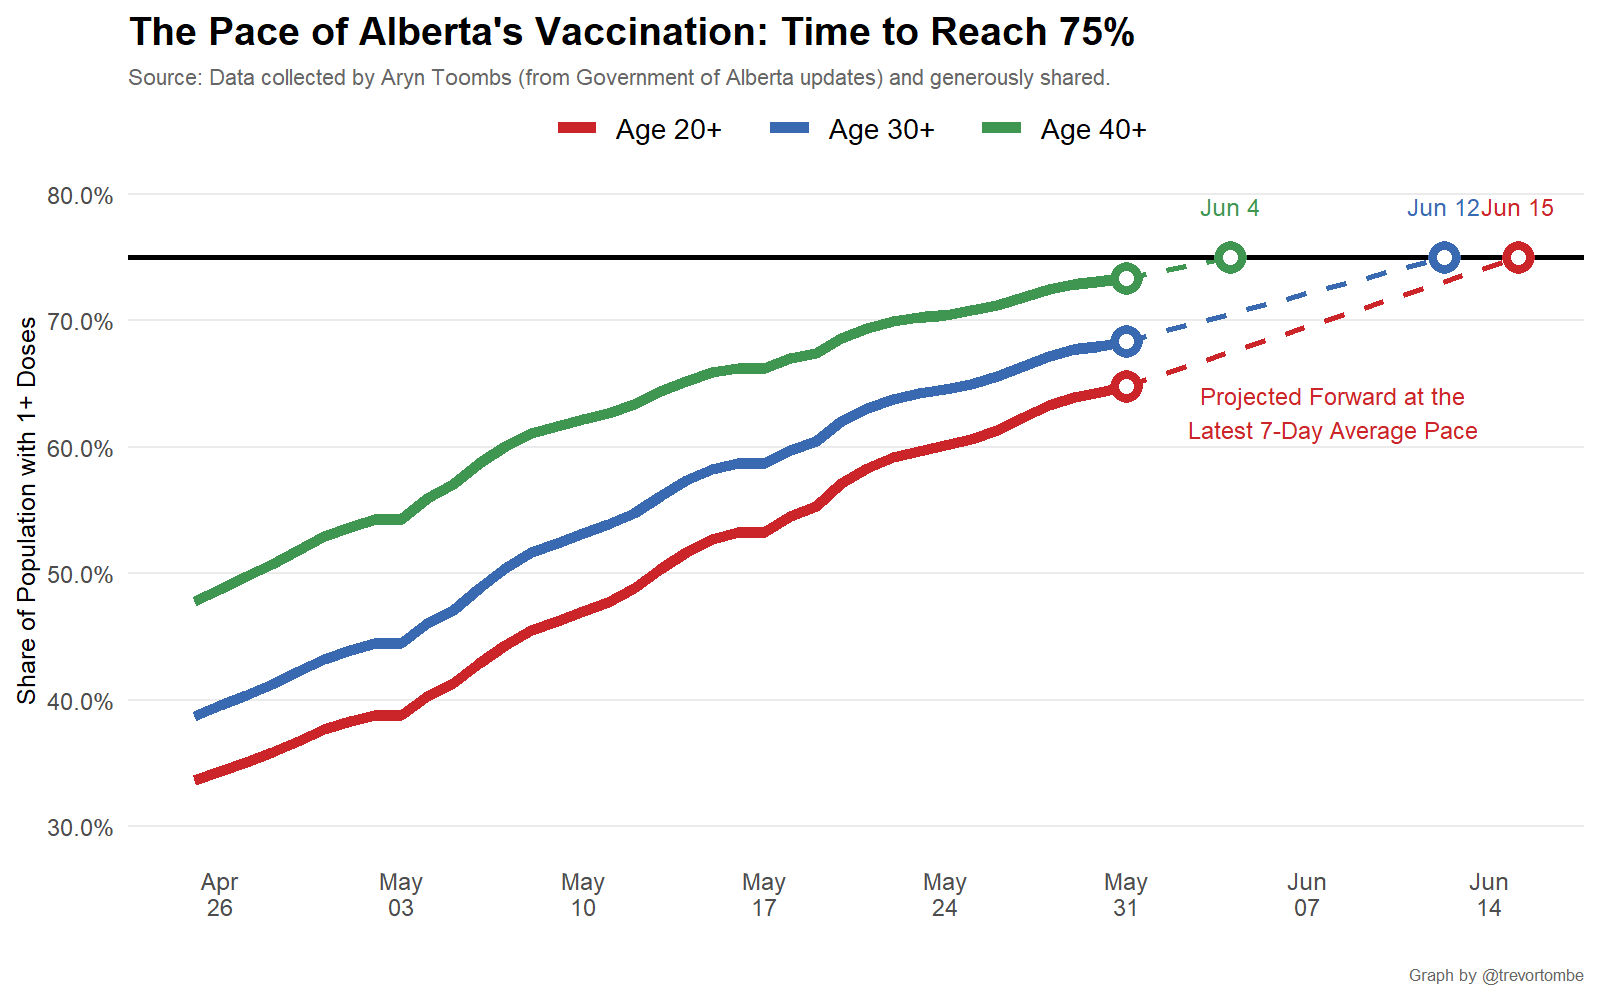 The Pace of Alberta's Vaccination: Time to Reach 75%
Source: Data collected by Aryn Toombs (from Government of Alberta updates) and generously shared.
Age 20+ Age 30+ Age 40+
80.0%
Jun 4 Jun 12 Jun 15
70.0%
Projected Forward at the
Latest 7-Day Average Pace
60.0%
50.0%
40.0%
30.0%
Share of Population with 1+ Doses
Apr 26
May 03
May 10
May 17
May 24
May 31
Jun 07
Jun 14
Graph by @trevortombe